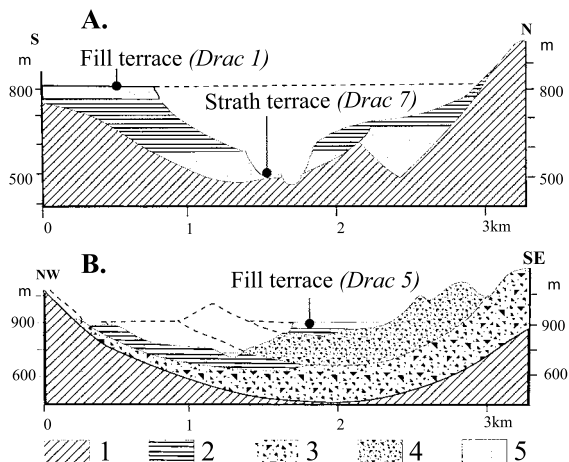 A.
S
N
m
m
Fill terrace (Drac 1)
800
800
Strath terrace (Drac 7)
500
500
0 1 2 3km
B.
NW
SE
Fill terrace (Drac 5)
m
m
900
900
600
600
0 1 2 3km
1 2 3 4 5